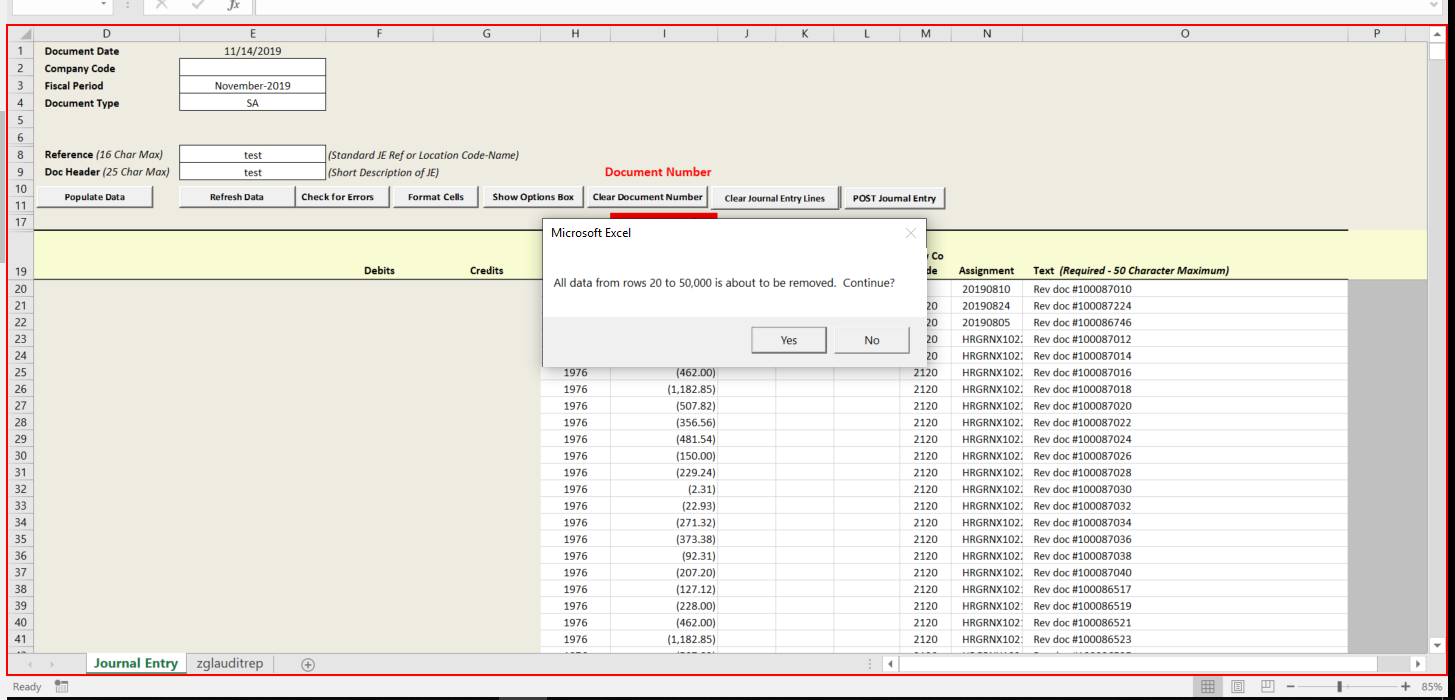 fx
D E F G H I J K L M N O P
1 Document Date 11/14/2019
2 Company Code
3 Fiscal Period November-2019
4 Document Type SA
5
6
8 Reference (16 Char Max) test (Standard JE Ref or Location Code-Name)
9 Doc Header (25 Char Max) test (Short Description of JE) Document Number
10
Populate Data Refresh Data Check for Errors Format Cells Show Options Box Clear Document Number Clear Journal Entry Lines POST Journal Entry
11
17
Microsoft Excel
All data from rows 20 to 50,000 is about to be removed. Continue?
Yes No
Co
19 Debits Credits de Assignment Text (Required - 50 Character Maximum)
20 20190810 Rev doc #100087010
21 20 20190824 Rev doc #100087224
22 20 20190805 Rev doc #100086746
23 20 HRGRNX102 Rev doc #100087012
24 20 HRGRNX102 Rev doc #100087014
25 1976 (462.00) 2120 HRGRNX102 Rev doc #100087016
26 1976 (1,182.85) 2120 HRGRNX102 Rev doc #100087018
27 1976 (507.82) 2120 HRGRNX102 Rev doc #100087020
28 1976 (356.56) 2120 HRGRNX102 Rev doc #100087022
29 1976 (481.54) 2120 HRGRNX102 Rev doc #100087024
30 1976 (150.00) 2120 HRGRNX102 Rev doc #100087026
31 1976 (229.24) 2120 HRGRNX102 Rev doc #100087028
32 1976 (2.31) 2120 HRGRNX102 Rev doc #100087030
33 1976 (22.93) 2120 HRGRNX102 Rev doc #100087032
34 1976 (271.32) 2120 HRGRNX102 Rev doc #100087034
35 1976 (373.38) 2120 HRGRNX102 Rev doc #100087036
36 1976 (92.31) 2120 HRGRNX102 Rev doc #100087038
37 1976 (207.20) 2120 HRGRNX102 Rev doc #100087040
38 1976 (127.12) 2120 HRGRNX102 Rev doc #100086517
39 1976 (228.00) 2120 HRGRNX102 Rev doc #100086519
40 1976 (462.00) 2120 HRGRNX102 Rev doc #100086521
41 1976 (1,182.85) 2120 HRGRNX102 Rev doc #100086523
Journal Entry zglauditrep
Ready 85%